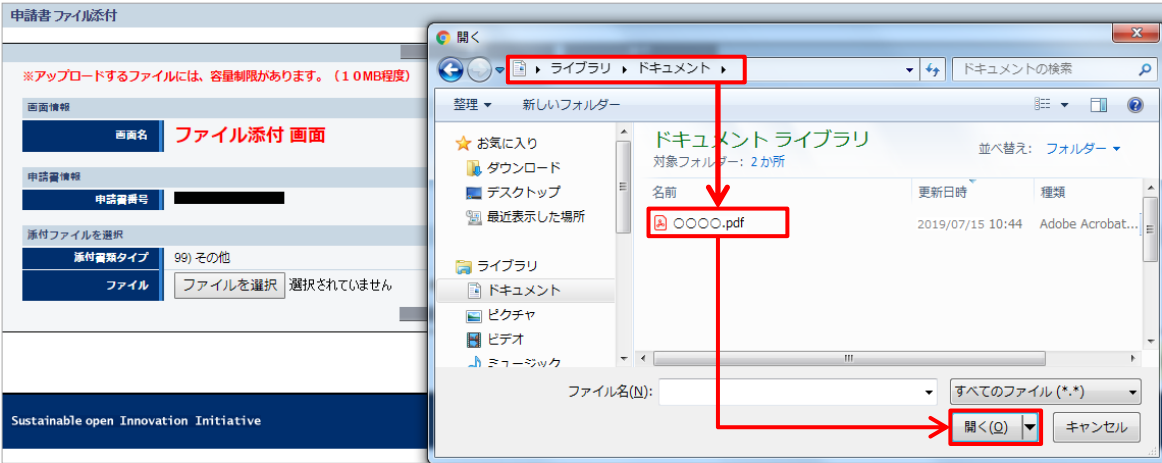 申請書 ファイル添付
※アップロードするファイルには、容量制限があります。（１０MB程度）
画面情報
画面名 ファイル添付 画面
申請書情報
申請書番号
添付ファイルを選択
添付書類タイプ 99) その他
ファイル ファイルを選択 選択されていません
Sustainable open Innovation Initiative
開く
ライブラリ ドキュメント
ドキュメントの検索
整理 新しいフォルダー
お気に入り
ダウンロード
デスクトップ
最近表示した場所
ライブラリ
ドキュメント
ピクチャ
ビデオ
ミュージック
ドキュメント ライブラリ
対象フォルダー: 2 か所
並べ替え: フォルダー
名前 更新日時 種類
○○○○.pdf 2019/07/15 10:44 Adobe Acrobat...
ファイル名(N):
すべてのファイル (*.*)
開く(O) キャンセル